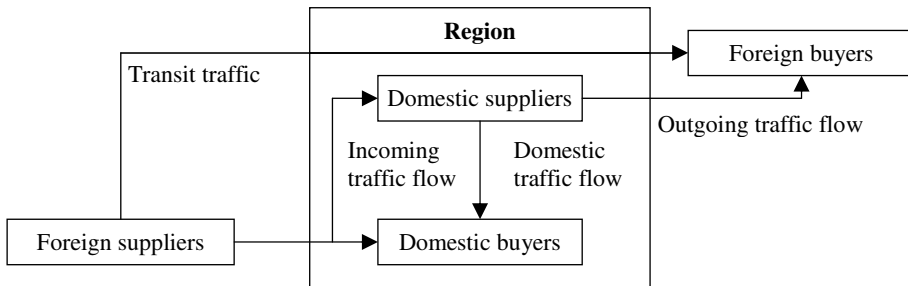 Region
Foreign buyers
Transit traffic
Domestic suppliers
Outgoing traffic flow
Incoming
traffic flow
Domestic
traffic flow
Foreign suppliers
Domestic buyers